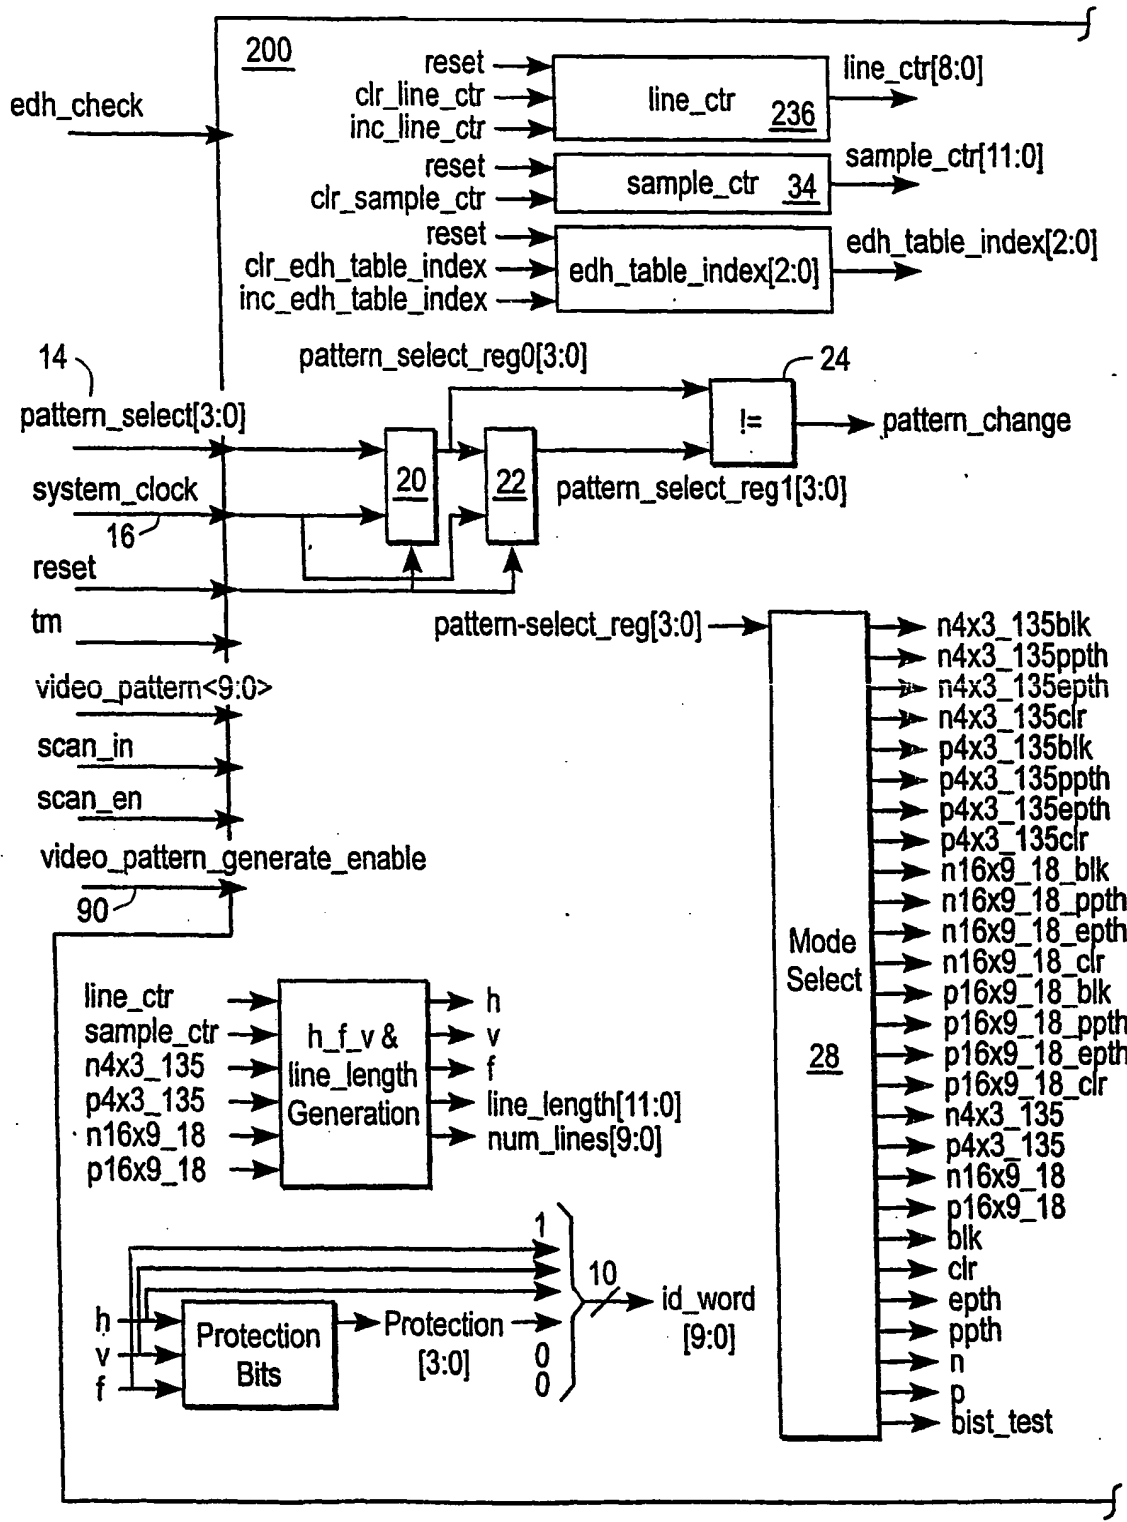 200
edh_check
reset
clr_line_ctr
inc_line_ctr
line_ctr
236
line_ctr[8:0]
reset
clr_sample_ctr
sample_ctr 34
sample_ctr[11:0]
reset
clr_edh_table_index
inc_edh_table_index
edh_table_index[2:0]
edh_table_index[2:0]
14
pattern_select[3:0]
system_clock
16
reset
tm
video_pattern<9:0>
scan_in
scan_en
video_pattern_generate_enable
90
pattern_select_reg0[3:0]
20
22
pattern_select_reg1[3:0]
24
!=
pattern_change
pattern-select_reg[3:0]
Mode
Select
28
n4x3_135blk
n4x3_135ppth
n4x3_135epth
n4x3_135clr
p4x3_135blk
p4x3_135ppth
p4x3_135epth
p4x3_135clr
n16x9_18_blk
n16x9_18_ppth
n16x9_18_epth
n16x9_18_clr
p16x9_18_blk
p16x9_18_ppth
p16x9_18_epth
p16x9_18_clr
n4x3_135
p4x3_135
n16x9_18
p16x9_18
blk
clr
epth
ppth
n
p
bist_test
line_ctr
sample_ctr
n4x3_135
p4x3_135
n16x9_18
p16x9_18
h_f_v &
line_length
Generation
h
v
f
line_length[11:0]
num_lines[9:0]
h
v
f
Protection
Bits
Protection
[3:0]
1
0
0
10
id_word
[9:0]